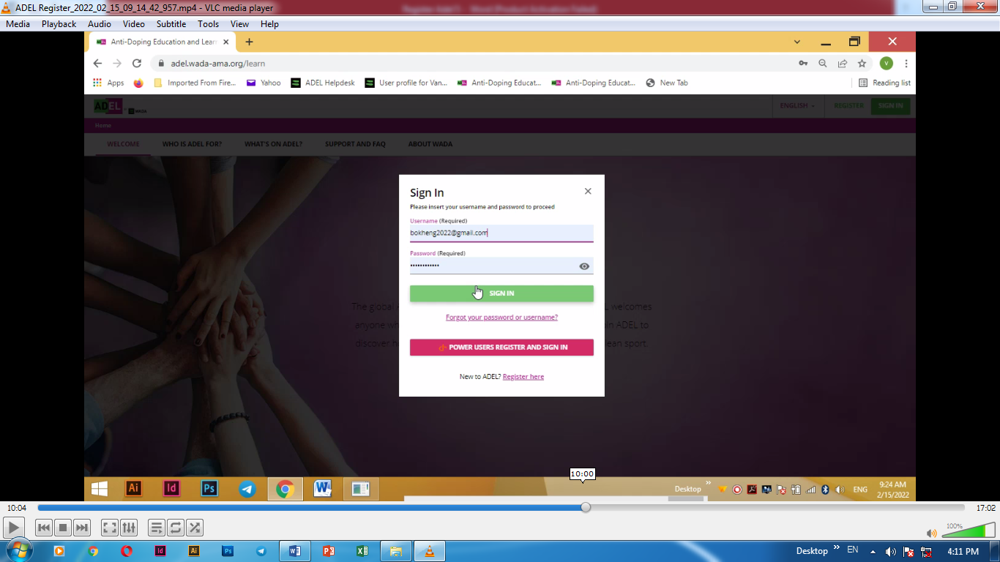 ADEL Register_2022_02_15_09_14_42_957.mp4 - VLC media player
Media Playback Audio Video Subtitle Tools View Help
Anti-Doping Education and Lear
adel.wada-ama.org/learn
V
Apps Imported From Fire... Yahoo ADEL Helpdesk User profile for Van... Anti-Doping Educat... Anti-Doping Educat... New Tab Reading list
ADEL WADA ENGLISH REGISTER SIGN IN
Home
WELCOME WHO IS ADEL FOR? WHAT'S ON ADEL? SUPPORT AND FAQ ABOUT WADA
Sign In
Please insert your username and password to proceed
Username (Required)
bokheng2022@gmail.com
Password (Required)
••••••••••••
SIGN IN
The global welcomes
Forgot your password or username?
anyone ADEL to
discover lean sport
POWER USERS REGISTER AND SIGN IN
New to ADEL? Register here
10:00
Ai Id Ps W Desktop » ENG 9:24 AM
2/15/2022
10:04 17:02
100%
Id Ai Ps W P X Desktop » EN 4:11 PM